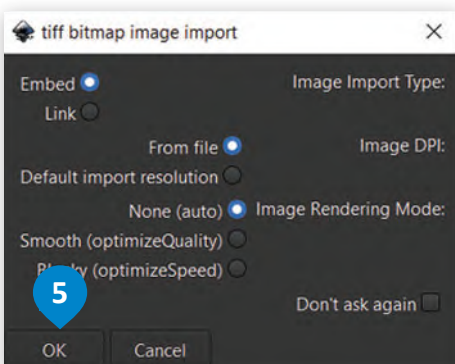 tiff bitmap image import
Embed Image Import Type:
Link
From file Image DPI:
Default import resolution
None (auto) Image Rendering Mode:
Smooth (optimizeQuality)
(optimizeSpeed)
5
Don't ask again
OK Cancel